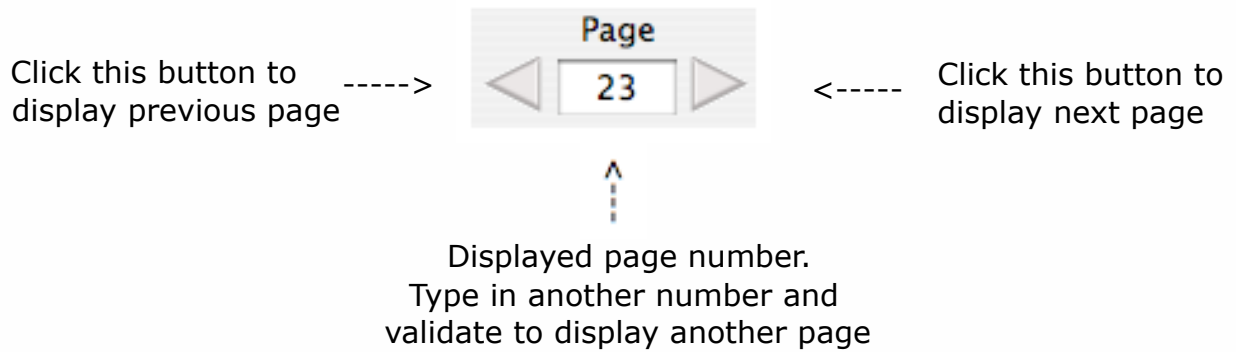 Page
23
Click this button to
display previous page
----->
<-----
Click this button to
display next page
Displayed page number.
Type in another number and
validate to display another page